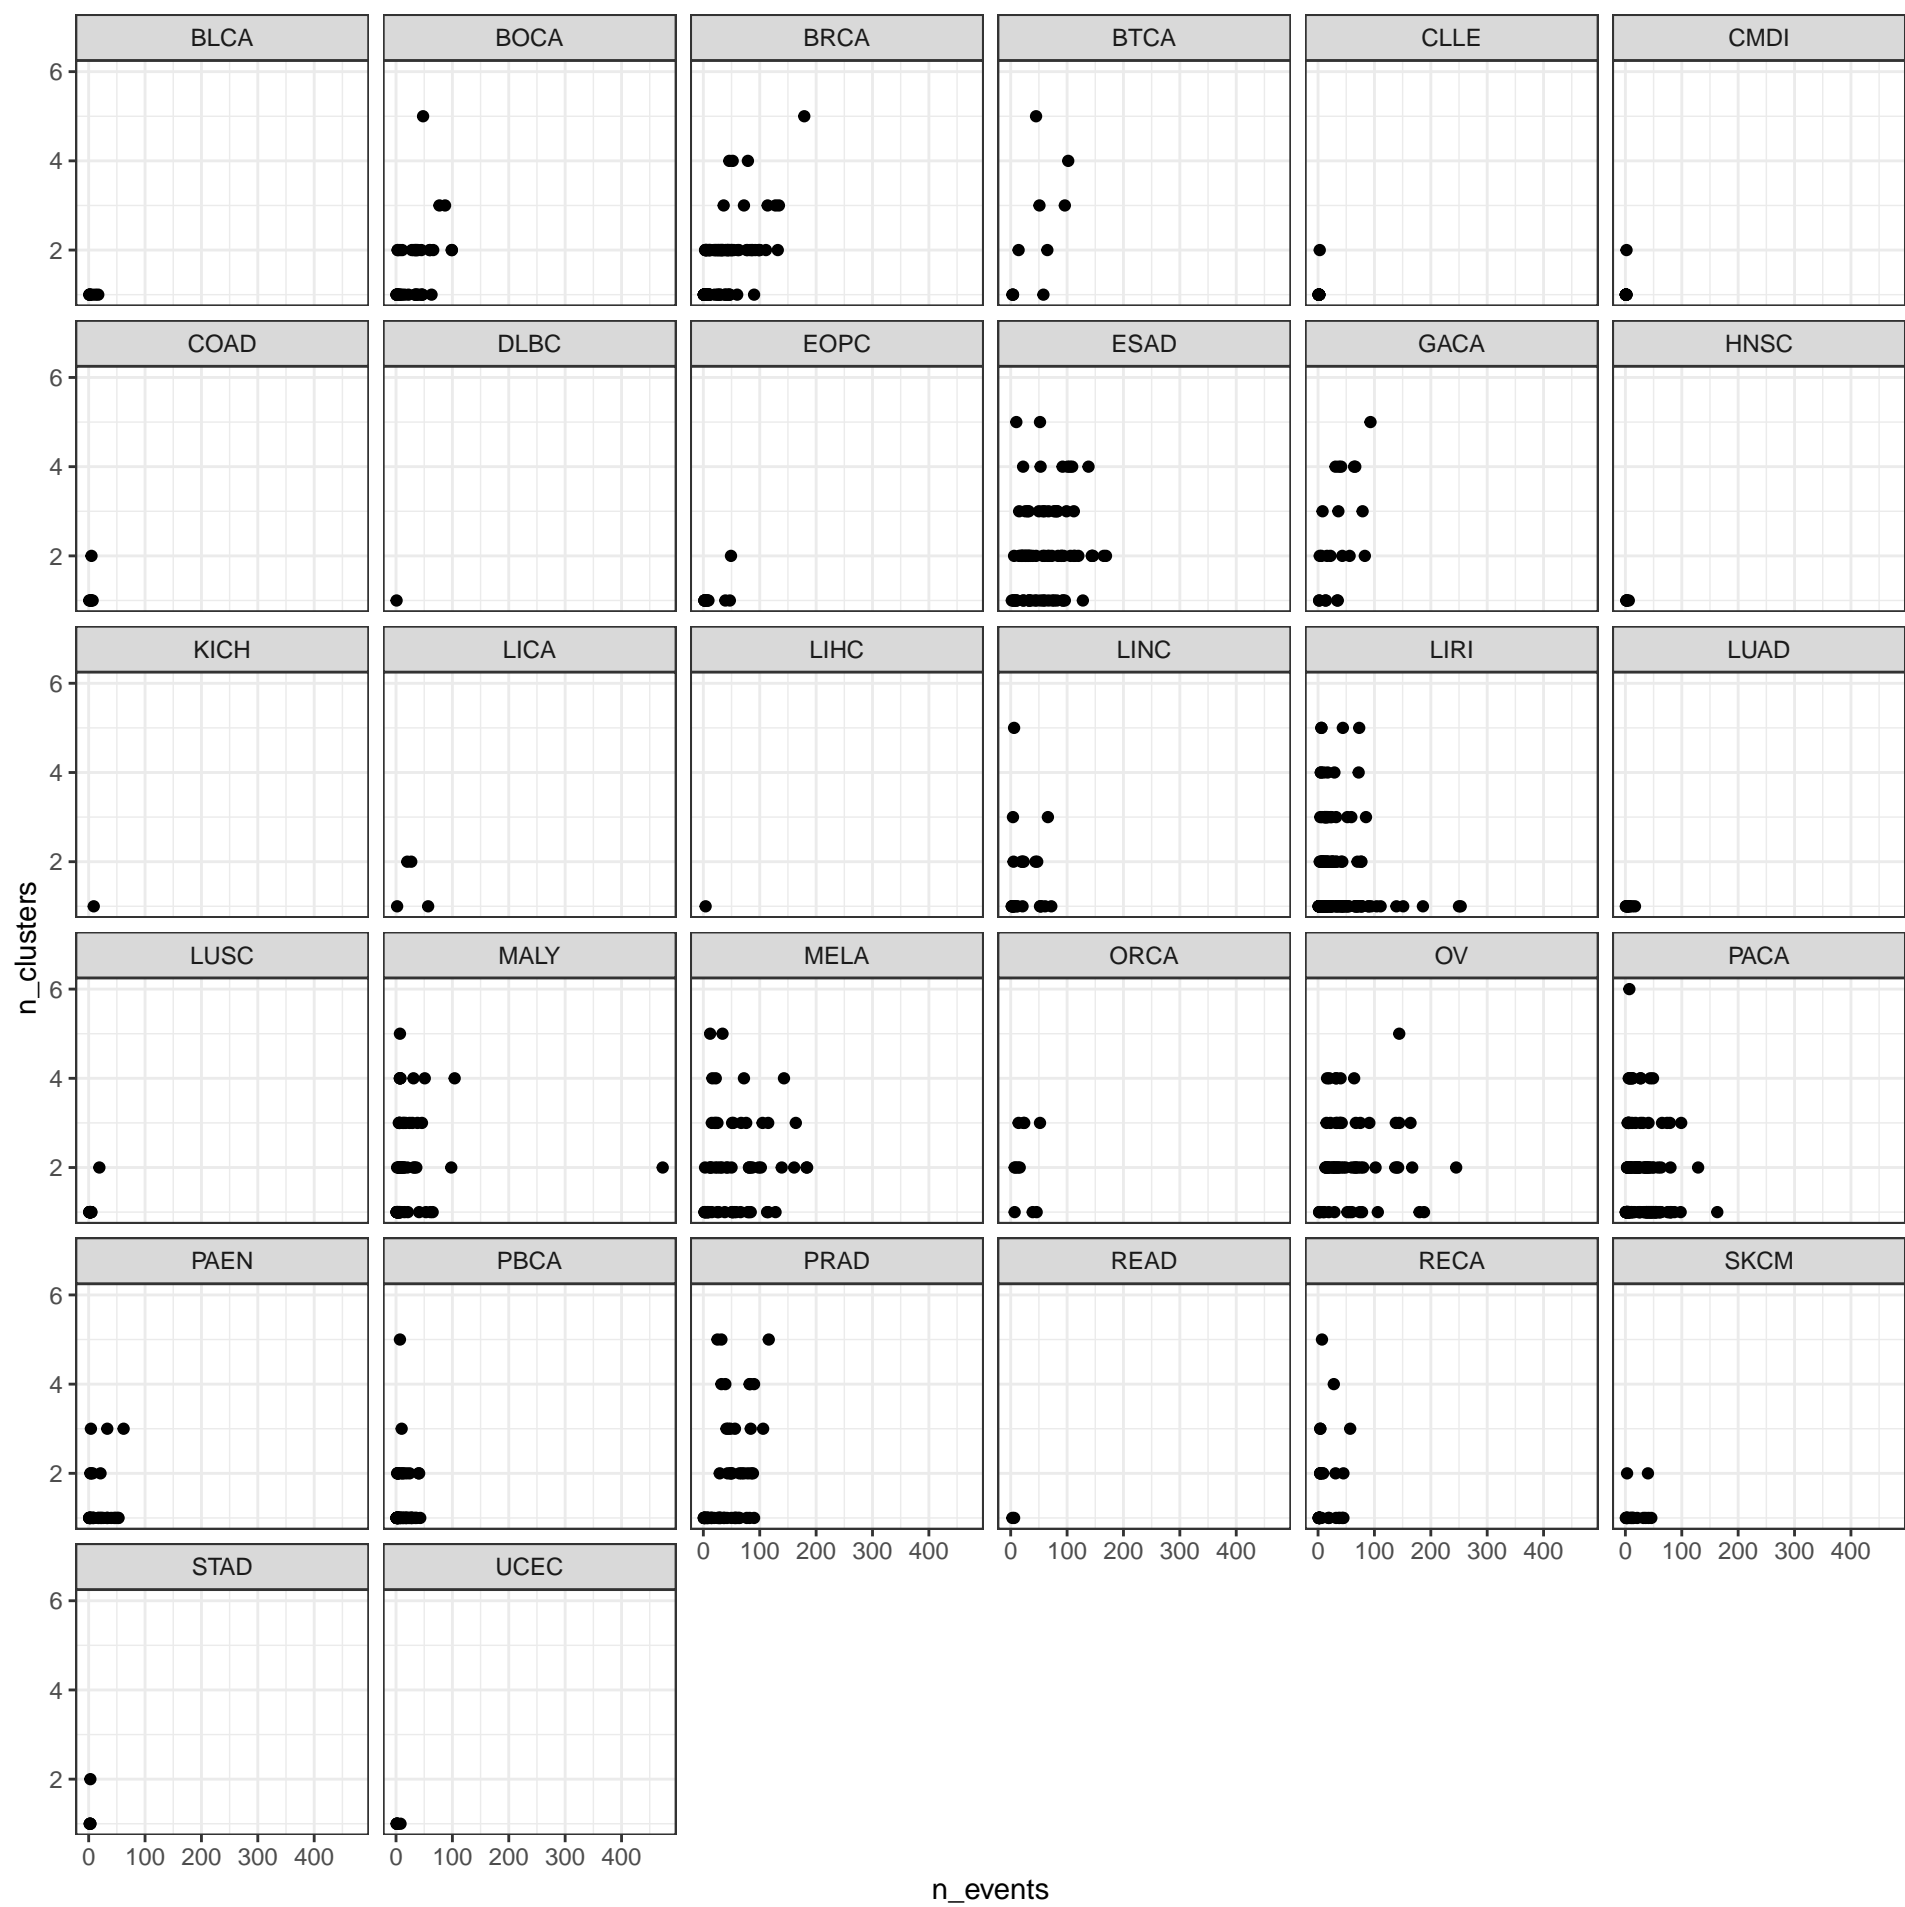 BLCA BOCA BRCA BTCA CLLE CMDI
6
4
2
COAD DLBC EOPC ESAD GACA HNSC
6
4
2
KICH LICA LIHC LINC LIRI LUAD
6
4
2
n_clusters
LUSC MALY MELA ORCA OV PACA
6
4
2
PAEN PBCA PRAD READ RECA SKCM
6
4
2
0 100 200 300 400 0 100 200 300 400 0 100 200 300 400 0 100 200 300 400
STAD UCEC
6
4
2
0 100 200 300 400 0 100 200 300 400
n_events